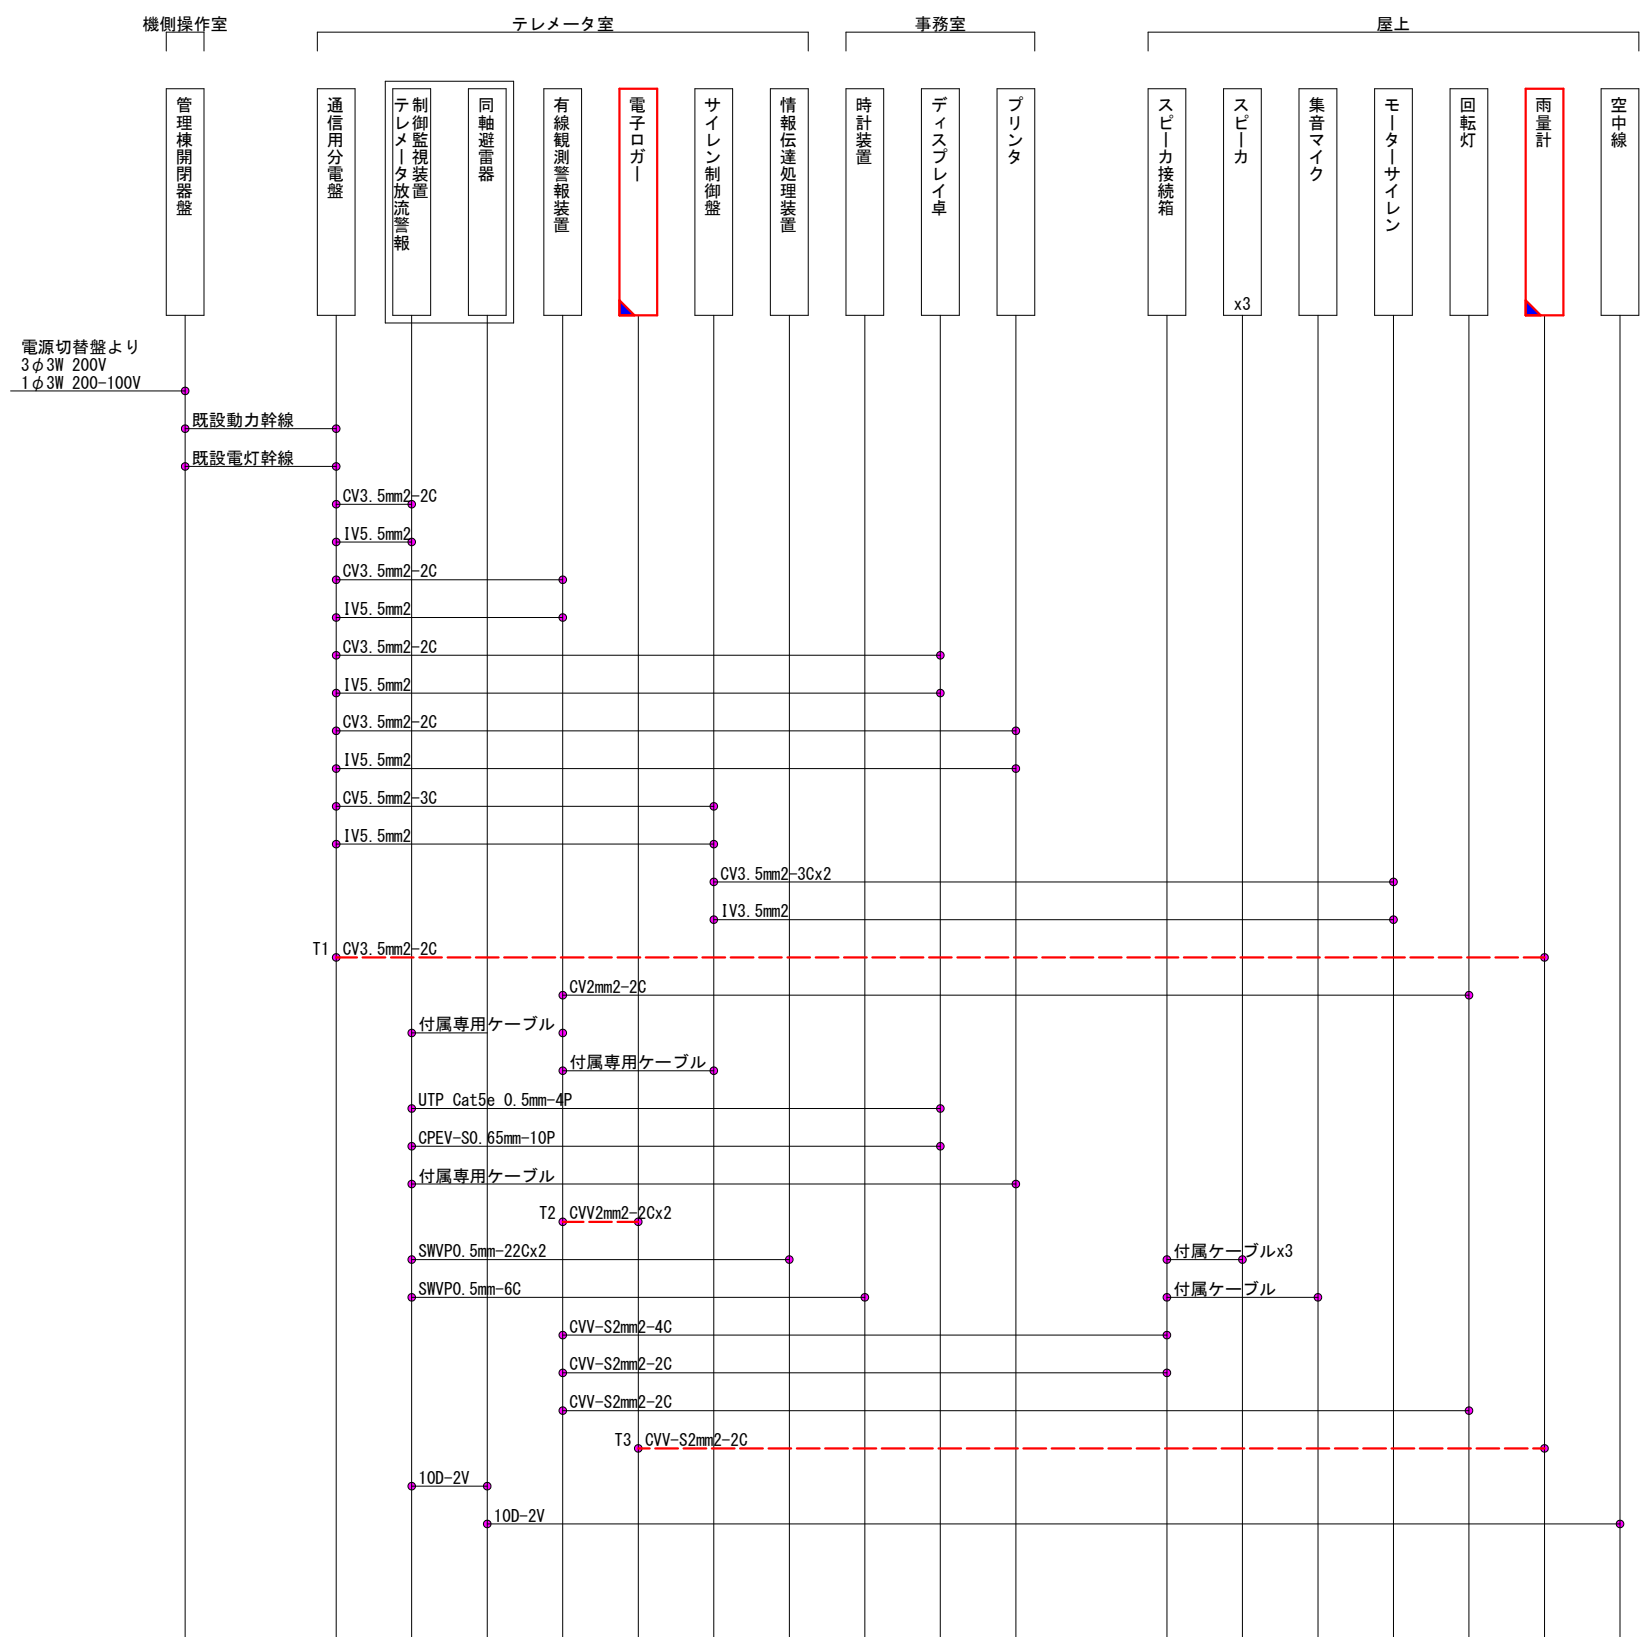 機側操作室
テレメータ室
事務室
屋上
管理棟開閉器盤
通信用分電盤
制御監視装置
テレメータ放流警報
同軸避雷器
有線観測警報装置
電子ロガー
サイレン制御盤
情報伝達処理装置
時計装置
ディスプレイ卓
プリンタ
スピーカ接続箱
スピーカ
x3
集音マイク
モーターサイレン
回転灯
雨量計
空中線
電源切替盤より
3φ3W 200V
1φ3W 200-100V
既設動力幹線
既設電灯幹線
CV3.5mm2-2C
IV5.5mm2
CV3.5mm2-2C
IV5.5mm2
CV3.5mm2-2C
IV5.5mm2
CV3.5mm2-2C
IV5.5mm2
CV5.5mm2-3C
IV5.5mm2
CV3.5mm2-3Cx2
IV3.5mm2
T1 CV3.5mm2-2C
CV2mm2-2C
付属専用ケーブル
付属専用ケーブル
UTP Cat5e 0.5mm-4P
CPEV-S0.65mm-10P
付属専用ケーブル
T2 CVV2mm2-2Cx2
SWVP0.5mm-22Cx2
付属ケーブルx3
SWVP0.5mm-6C
付属ケーブル
CVV-S2mm2-4C
CVV-S2mm2-2C
CVV-S2mm2-2C
T3 CVV-S2mm2-2C
10D-2V
10D-2V